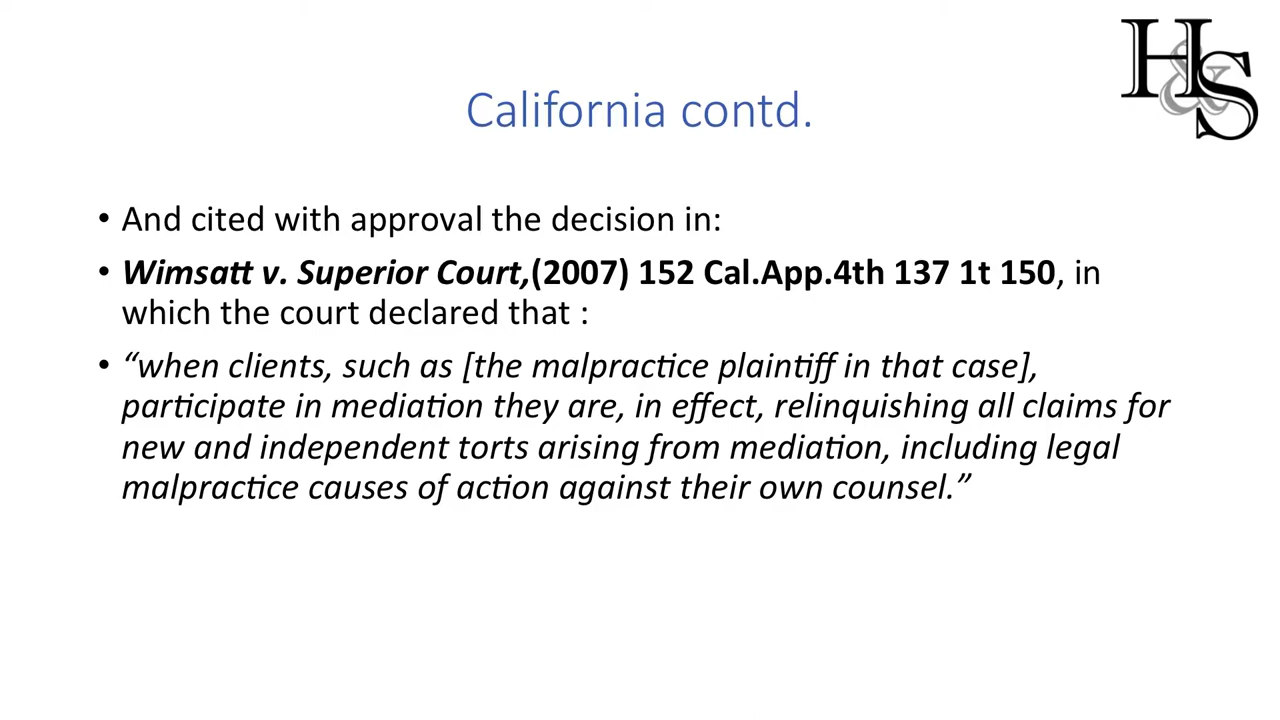 H&S
California contd.
• And cited with approval the decision in:
• Wimsatt v. Superior Court,(2007) 152 Cal.App.4th 137 1t 150, in
which the court declared that :
• “when clients, such as [the malpractice plaintiff in that case],
participate in mediation they are, in effect, relinquishing all claims for
new and independent torts arising from mediation, including legal
malpractice causes of action against their own counsel.”